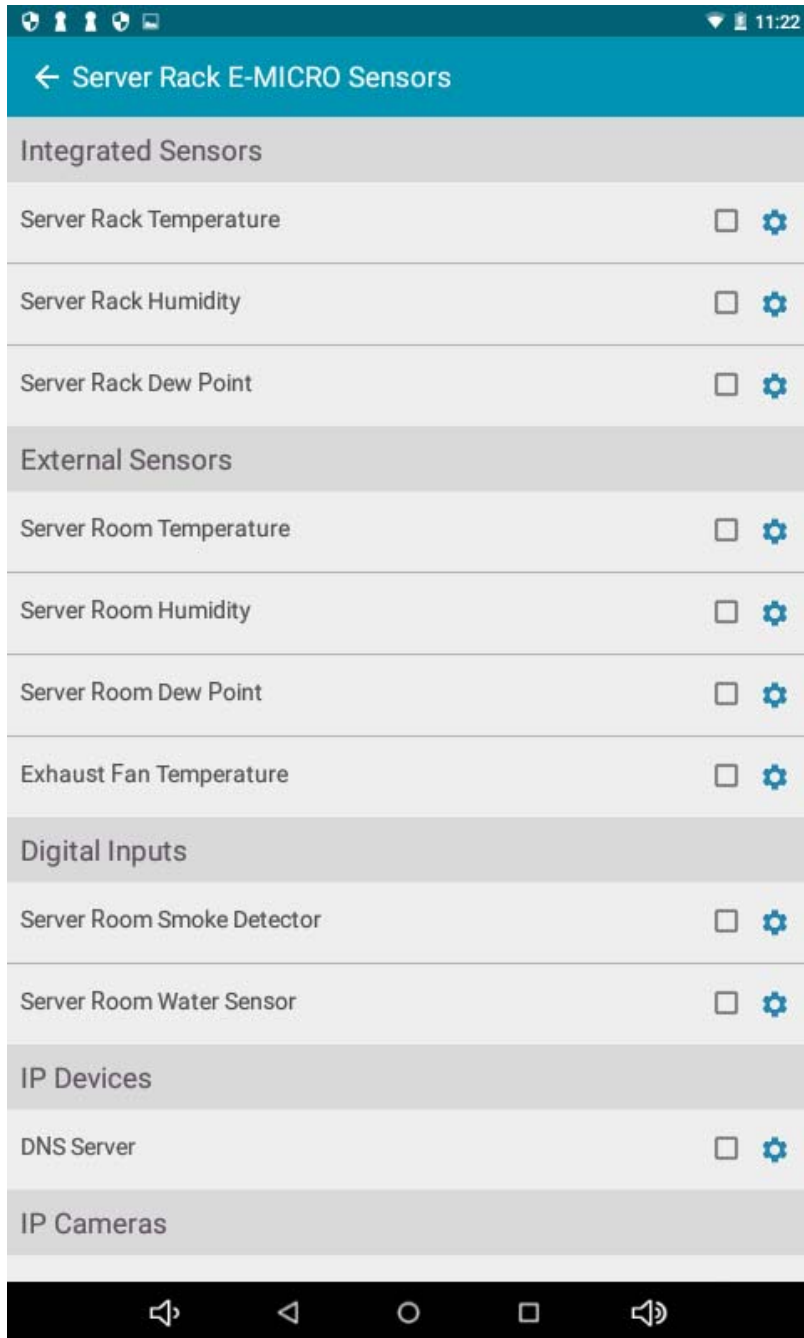 11:22
Server Rack E-MICRO Sensors
Integrated Sensors
Server Rack Temperature
Server Rack Humidity
Server Rack Dew Point
External Sensors
Server Room Temperature
Server Room Humidity
Server Room Dew Point
Exhaust Fan Temperature
Digital Inputs
Server Room Smoke Detector
Server Room Water Sensor
IP Devices
DNS Server
IP Cameras